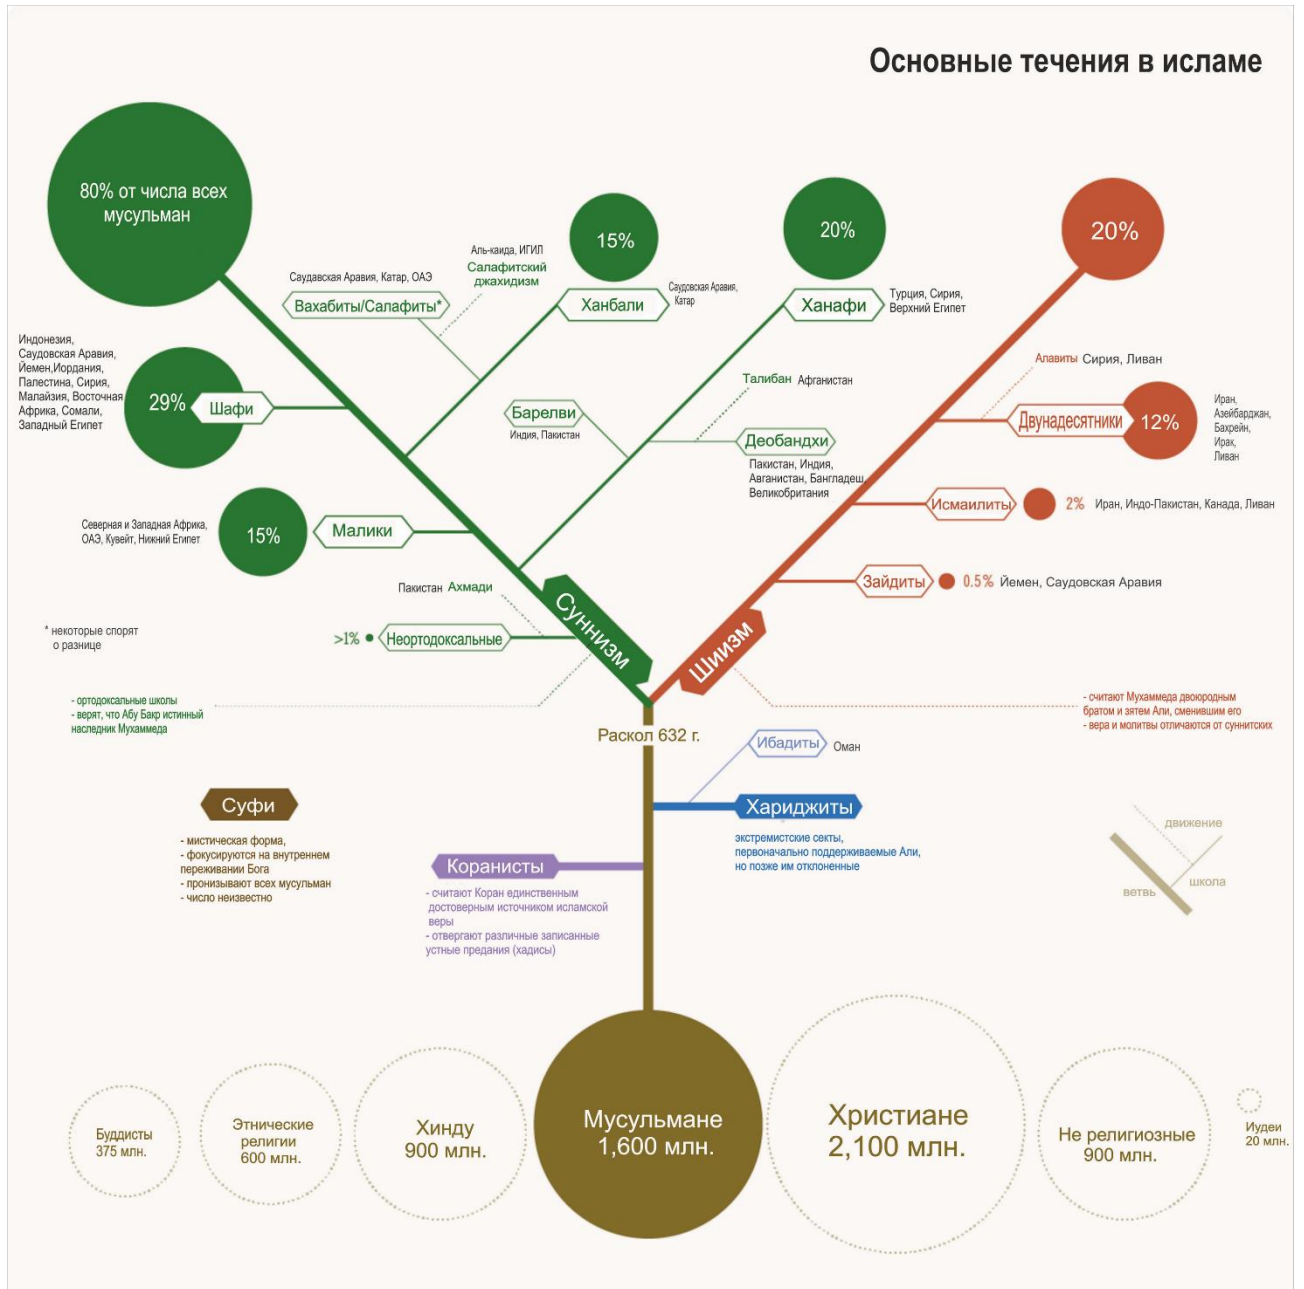 Основные течения в исламе
80% от числа всех
мусульман
15%
20%
20%
Аль-каида, ИГИЛ
Салафитский
джахидизм
Саудавская Аравия, Катар, ОАЭ
Вахабиты/Салафиты*
Ханбали
Саудовская Аравия,
Катар
Ханафи
Турция, Сирия,
Верхний Египет
Индонезия,
Саудовская Аравия,
Йемен,Иордания,
Палестина, Сирия,
Малайзия, Восточная
Африка, Сомали,
Западный Египет
29%
Шафи
Алавиты
Сирия, Ливан
Талибан
Афганистан
Барелви
Индия, Пакистан
Двунадесятники
12%
Иран,
Азейбарджан,
Бахрейн,
Ирак,
Ливан
Деобандхи
Пакистан, Индия,
Авганистан, Бангладеш,
Великобритания
Исмаилиты
2%
Иран, Индо-Пакистан, Канада, Ливан
Северная и Западная Африка,
ОАЭ, Кувейт, Нижний Египет
15%
Малики
Зайдиты
0.5%
Йемен, Саудовская Аравия
Пакистан
Ахмади
Суннизм
Шиизм
* некоторые спорят
о разнице
>1%
Неортодоксальные
- ортодоксальные школы
- верят, что Абу Бакр истинный
наследник Мухаммеда
- считают Мухаммеда двоюродным
братом и зятем Али, сменившим его
- вера и молитвы отличаются от суннитских
Раскол 632 г.
Ибадиты
Оман
Суфи
- мистическая форма,
- фокусируются на внутреннем
переживании Бога
- пронизывают всех мусульман
- число неизвестно
Хариджиты
экстремистские секты,
первоначально поддерживаемые Али,
но позже им отклоненные
движение
школа
ветвь
Коранисты
- считают Коран единственным
достоверным источником исламской
веры
- отвергают различные записанные
устные предания (хадисы)
Буддисты
375 млн.
Этнические
религии
600 млн.
Хинду
900 млн.
Мусульмане
1,600 млн.
Христиане
2,100 млн.
Не религиозные
900 млн.
Иудеи
20 млн.